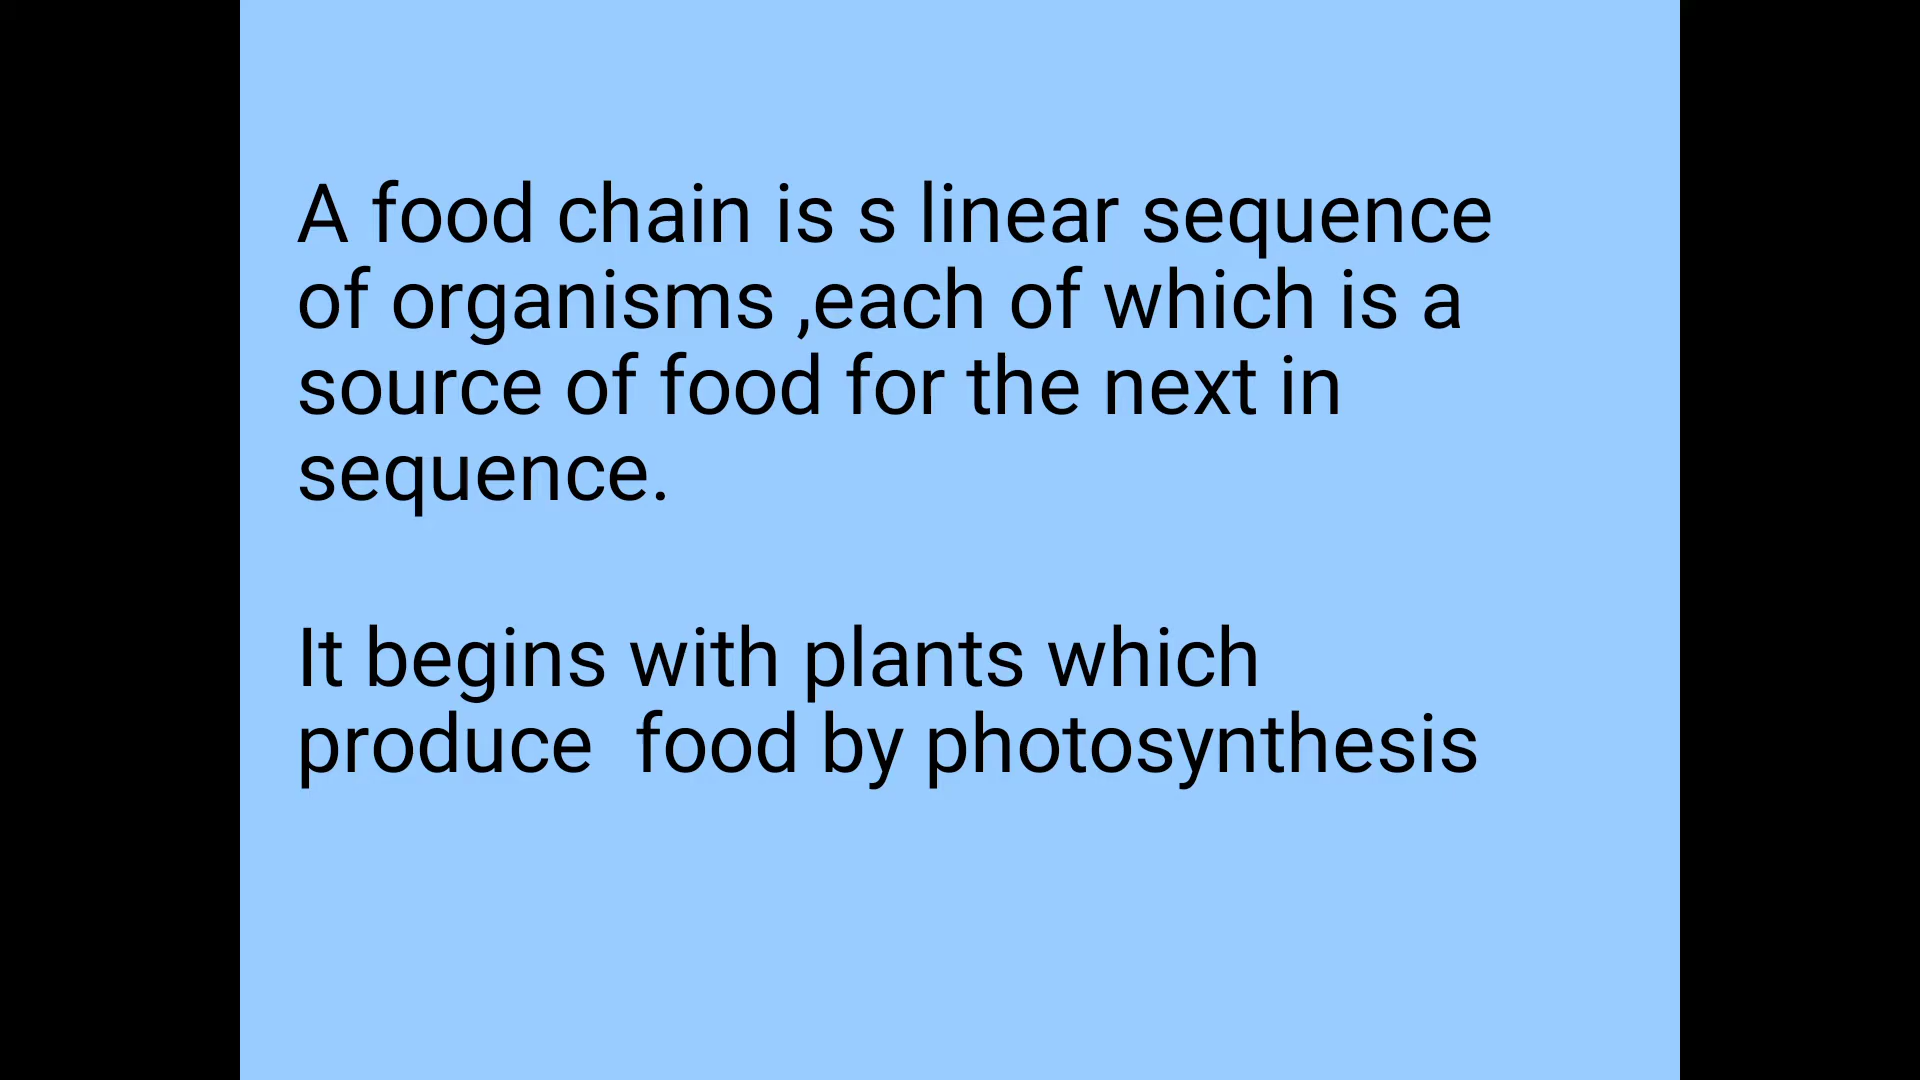 A food chain is s linear sequence
of organisms ,each of which is a
source of food for the next in
sequence.
It begins with plants which
produce  food by photosynthesis